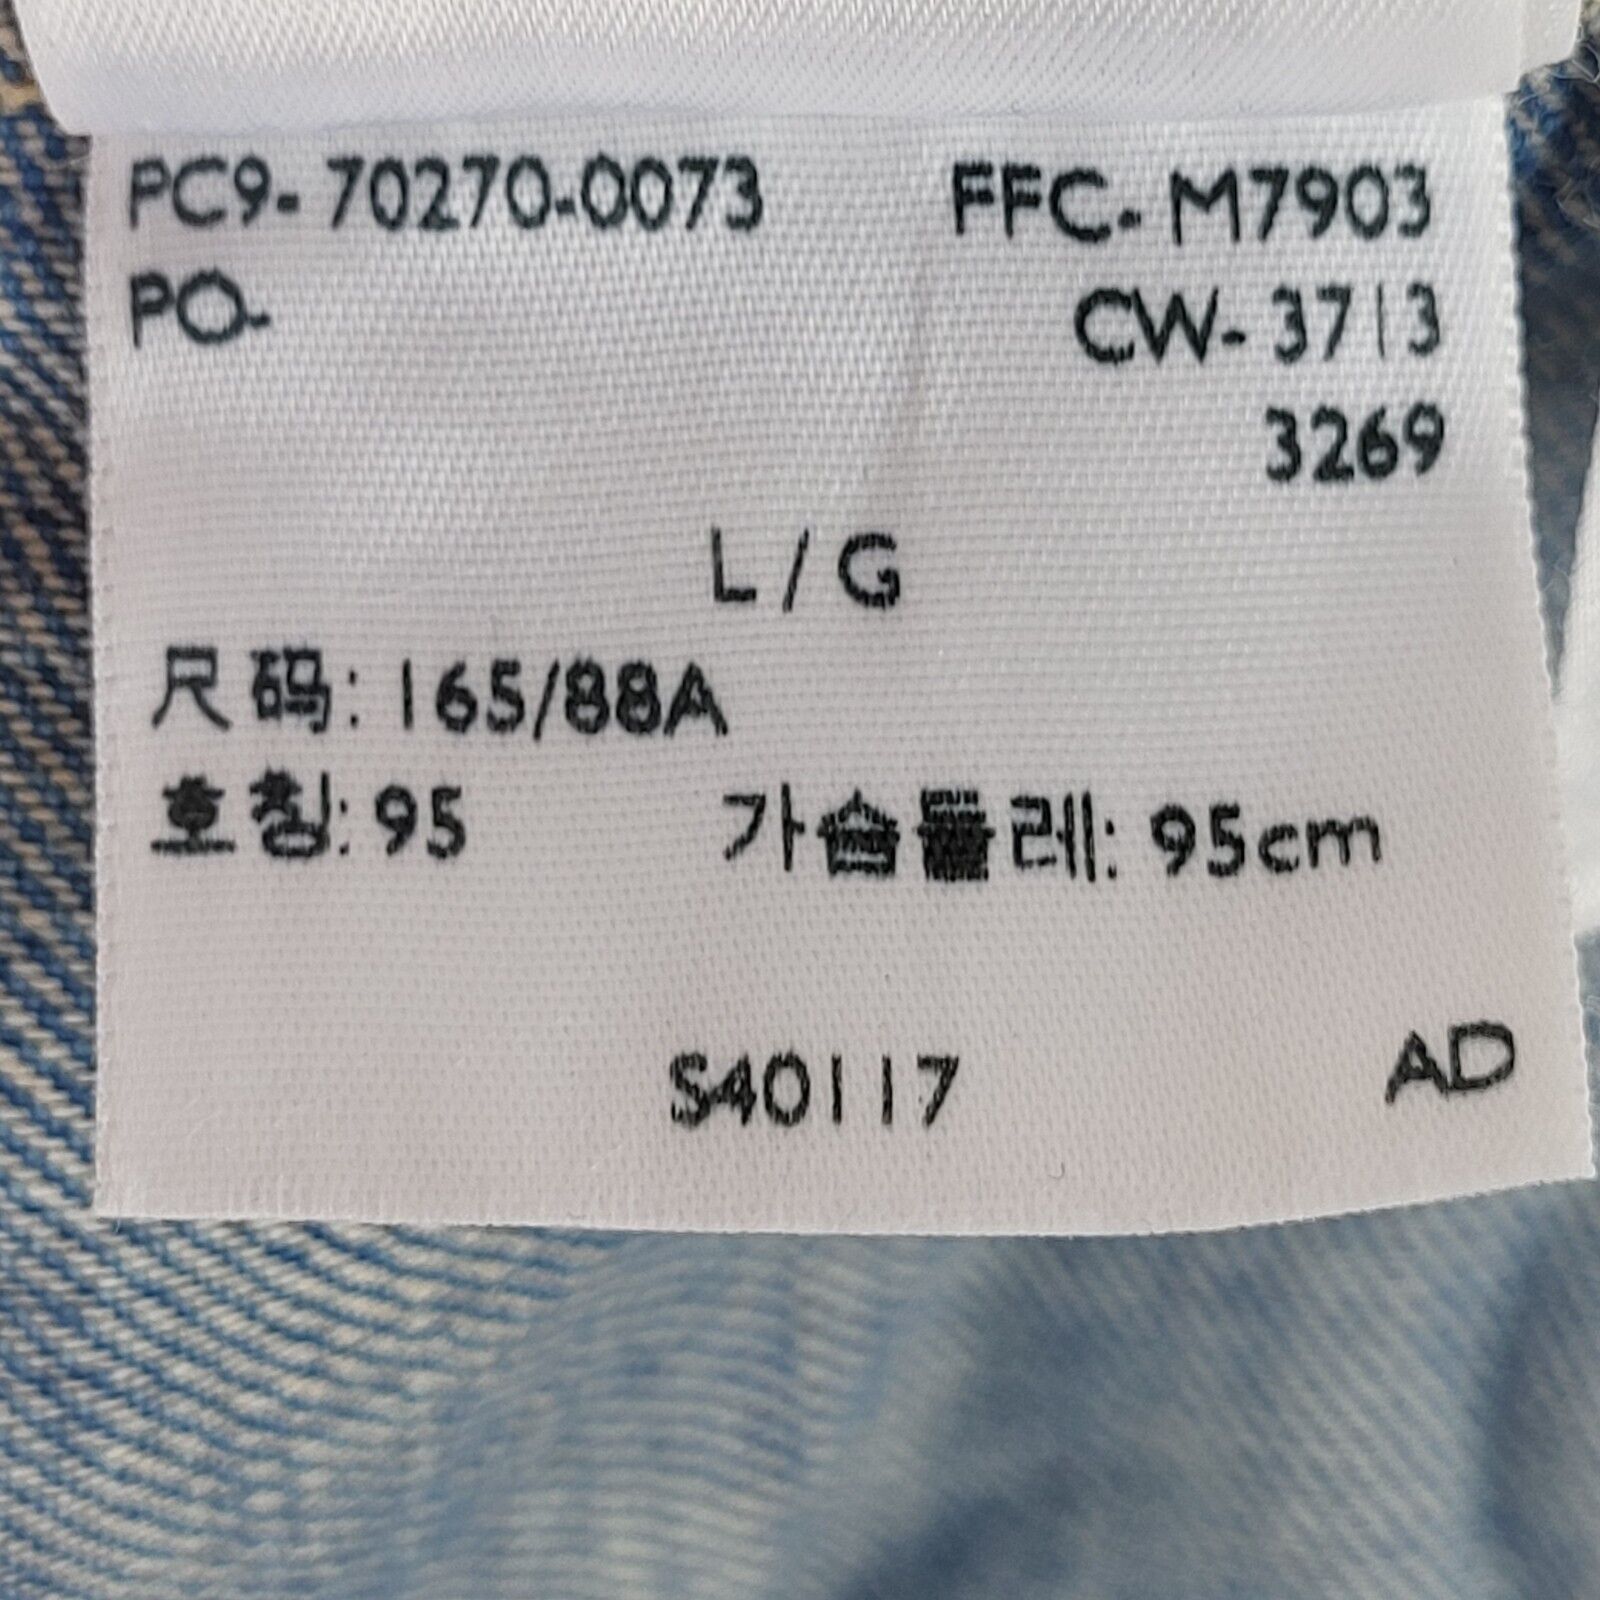 PC9- 70270-0073 FFC- M7903
PO- CW- 3713
3269
L / G
尺码: 165/88A
호칭: 95 가슴둘레: 95cm
S40117 AD